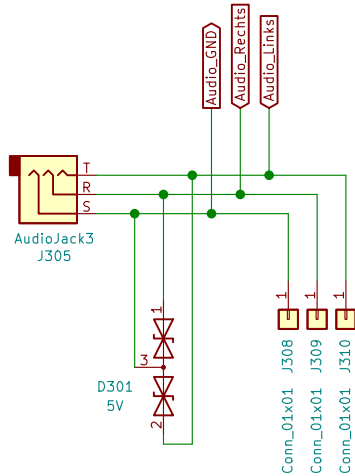 Audio_GND
Audio_Rechts
Audio_Links
T
R
S
AudioJack3
J305
1
3
2
D301
5V
1
1
1
J308
J309
J310
Conn_01x01
Conn_01x01
Conn_01x01